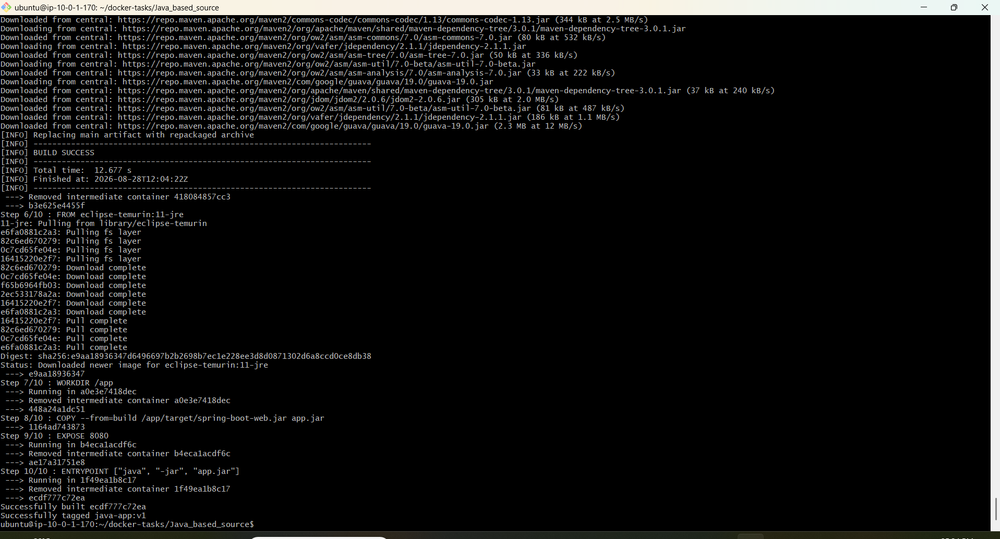 ubuntu@ip-10-0-1-170: ~/docker-tasks/Java_based_source
Downloaded from central: https://repo.maven.apache.org/maven2/commons-codec/commons-codec/1.13/commons-codec-1.13.jar (344 kB at 2.5 MB/s)
Downloading from central: https://repo.maven.apache.org/maven2/org/apache/maven/shared/maven-dependency-tree/3.0.1/maven-dependency-tree-3.0.1.jar
Downloaded from central: https://repo.maven.apache.org/maven2/org/ow2/asm/asm-commons/7.0/asm-commons-7.0.jar (80 kB at 532 kB/s)
Downloading from central: https://repo.maven.apache.org/maven2/org/vafer/jdependency/2.1.1/jdependency-2.1.1.jar
Downloaded from central: https://repo.maven.apache.org/maven2/org/ow2/asm/asm-tree/7.0/asm-tree-7.0.jar (50 kB at 336 kB/s)
Downloading from central: https://repo.maven.apache.org/maven2/org/ow2/asm/asm-util/7.0-beta/asm-util-7.0-beta.jar
Downloaded from central: https://repo.maven.apache.org/maven2/org/ow2/asm/asm-analysis/7.0/asm-analysis-7.0.jar (33 kB at 222 kB/s)
Downloading from central: https://repo.maven.apache.org/maven2/com/google/guava/guava/19.0/guava-19.0.jar
Downloaded from central: https://repo.maven.apache.org/maven2/org/apache/maven/shared/maven-dependency-tree/3.0.1/maven-dependency-tree-3.0.1.jar (37 kB at 240 kB/s)
Downloaded from central: https://repo.maven.apache.org/maven2/org/jdom/jdom2/2.0.6/jdom2-2.0.6.jar (305 kB at 2.0 MB/s)
Downloaded from central: https://repo.maven.apache.org/maven2/org/ow2/asm/asm-util/7.0-beta/asm-util-7.0-beta.jar (81 kB at 487 kB/s)
Downloaded from central: https://repo.maven.apache.org/maven2/org/vafer/jdependency/2.1.1/jdependency-2.1.1.jar (186 kB at 1.1 MB/s)
Downloaded from central: https://repo.maven.apache.org/maven2/com/google/guava/guava/19.0/guava-19.0.jar (2.3 MB at 12 MB/s)
[INFO] Replacing main artifact with repackaged archive
[INFO] ------------------------------------------------------------------------
[INFO] BUILD SUCCESS
[INFO] ------------------------------------------------------------------------
[INFO] Total time:  12.677 s
[INFO] Finished at: 2026-08-28T12:04:22Z
[INFO] ------------------------------------------------------------------------
 ---> Removed intermediate container 418084857cc3
 ---> b3e625e4455f
Step 6/10 : FROM eclipse-temurin:11-jre
11-jre: Pulling from library/eclipse-temurin
e6fa0881c2a3: Pulling fs layer
82c6ed670279: Pulling fs layer
0c7cd65fe04e: Pulling fs layer
16415220e2f7: Pulling fs layer
82c6ed670279: Download complete
0c7cd65fe04e: Download complete
f65b6964fb03: Download complete
2ec533178a2a: Download complete
16415220e2f7: Download complete
e6fa0881c2a3: Download complete
16415220e2f7: Pull complete
82c6ed670279: Pull complete
0c7cd65fe04e: Pull complete
e6fa0881c2a3: Pull complete
Digest: sha256:e9aa18936347d6496697b2b2698b7ec1e228ee3d8d0871302d6a8ccd0ce8db38
Status: Downloaded newer image for eclipse-temurin:11-jre
 ---> e9aa18936347
Step 7/10 : WORKDIR /app
 ---> Running in a0e3e7418dec
 ---> Removed intermediate container a0e3e7418dec
 ---> 448a24a1dc51
Step 8/10 : COPY --from=build /app/target/spring-boot-web.jar app.jar
 ---> 1164ad743873
Step 9/10 : EXPOSE 8080
 ---> Running in b4eca1acdf6c
 ---> Removed intermediate container b4eca1acdf6c
 ---> ae17a31751e8
Step 10/10 : ENTRYPOINT ["java", "-jar", "app.jar"]
 ---> Running in 1f49ea1b8c17
 ---> Removed intermediate container 1f49ea1b8c17
 ---> ecdf777c72ea
Successfully built ecdf777c72ea
Successfully tagged java-app:v1
ubuntu@ip-10-0-1-170:~/docker-tasks/Java_based_source$